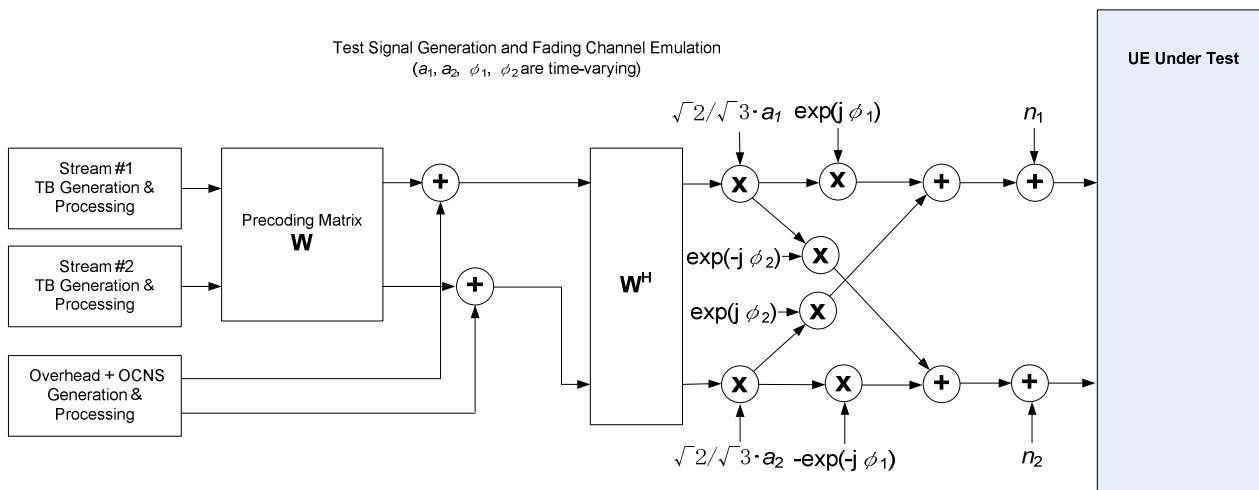 Test Signal Generation and Fading Channel Emulation
(a1, a2, ϕ1, ϕ2 are time-varying)
UE Under Test
√2/√3·a1
exp(j ϕ1)
n1
Stream #1
TB Generation &
Processing
+
x
x
+
+
Precoding Matrix
W
Stream #2
TB Generation &
Processing
+
W^H
exp(-j ϕ2)
x
exp(j ϕ2)
x
Overhead + OCNS
Generation &
Processing
x
x
+
+
√2/√3·a2
-exp(-j ϕ1)
n2